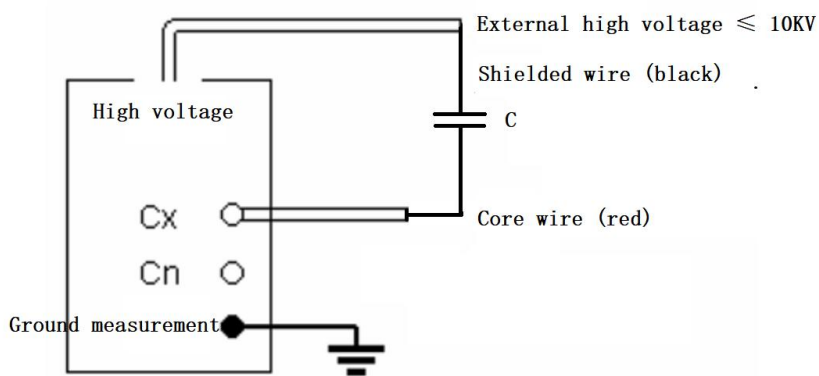 External high voltage ≤ 10KV
Shielded wire (black)
High voltage
C
Cx
Core wire (red)
Cn
Ground measurement